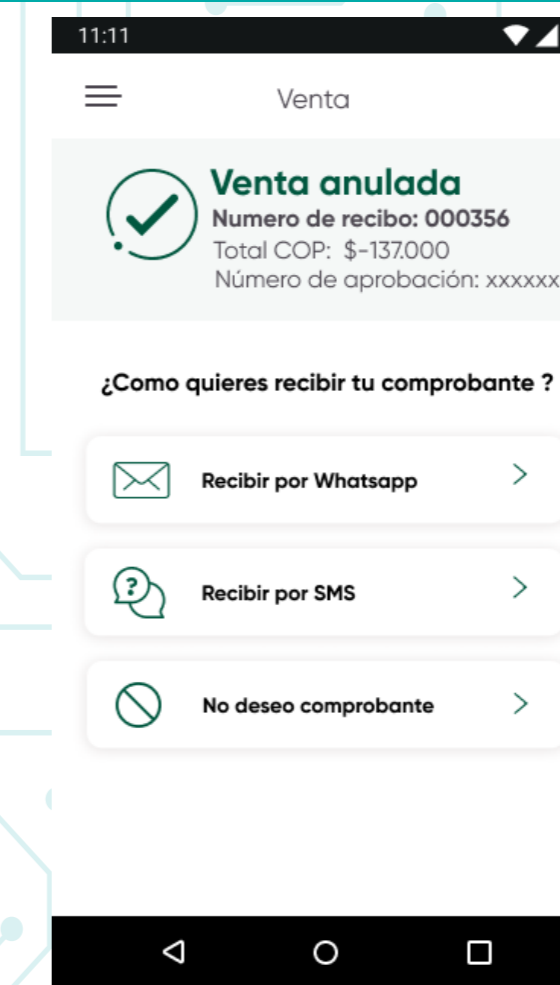 11:11
Venta
Venta anulada
Numero de recibo: 000356
Total COP: $-137.000
Número de aprobación: xxxxxx
¿Como quieres recibir tu comprobante ?
Recibir por Whatsapp
?
Recibir por SMS
No deseo comprobante